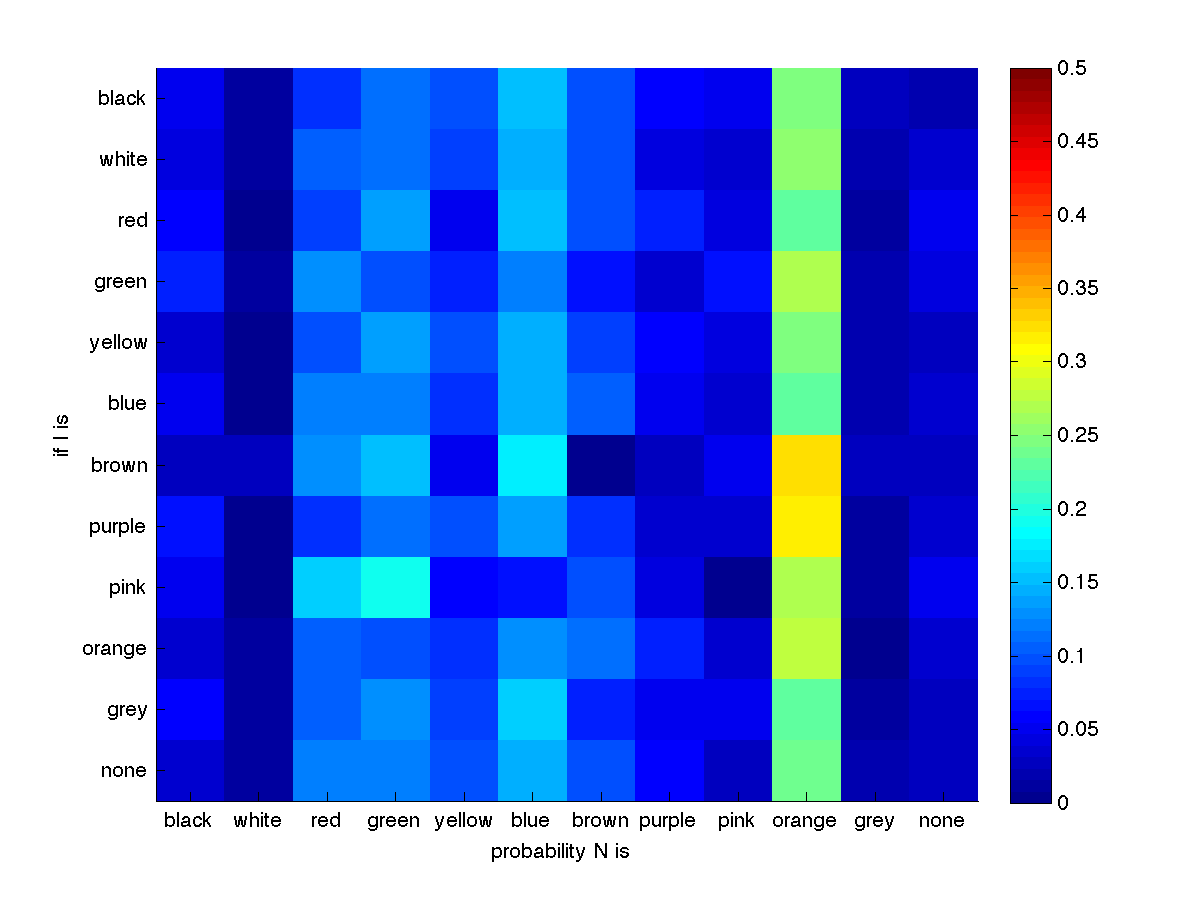 black
white
red
green
yellow
blue
brown
purple
pink
orange
grey
none
if I is
black white red green yellow blue brown purple pink orange grey none
probability N is
0.5
0.45
0.4
0.35
0.3
0.25
0.2
0.15
0.1
0.05
0